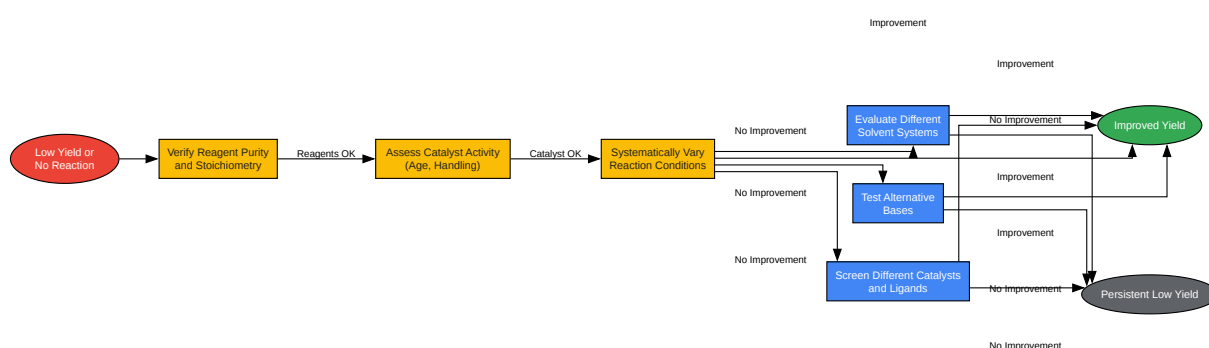 Improvement
Improvement
Evaluate Different
Solvent Systems
No Improvement
Improved Yield
No Improvement
Low Yield or
No Reaction
Verify Reagent Purity
and Stoichiometry
Reagents OK
Assess Catalyst Activity
(Age, Handling)
Catalyst OK
Systematically Vary
Reaction Conditions
Improvement
No Improvement
Test Alternative
Bases
Improvement
No Improvement
Screen Different Catalysts
and Ligands
No Improvement
Persistent Low Yield
No Improvement